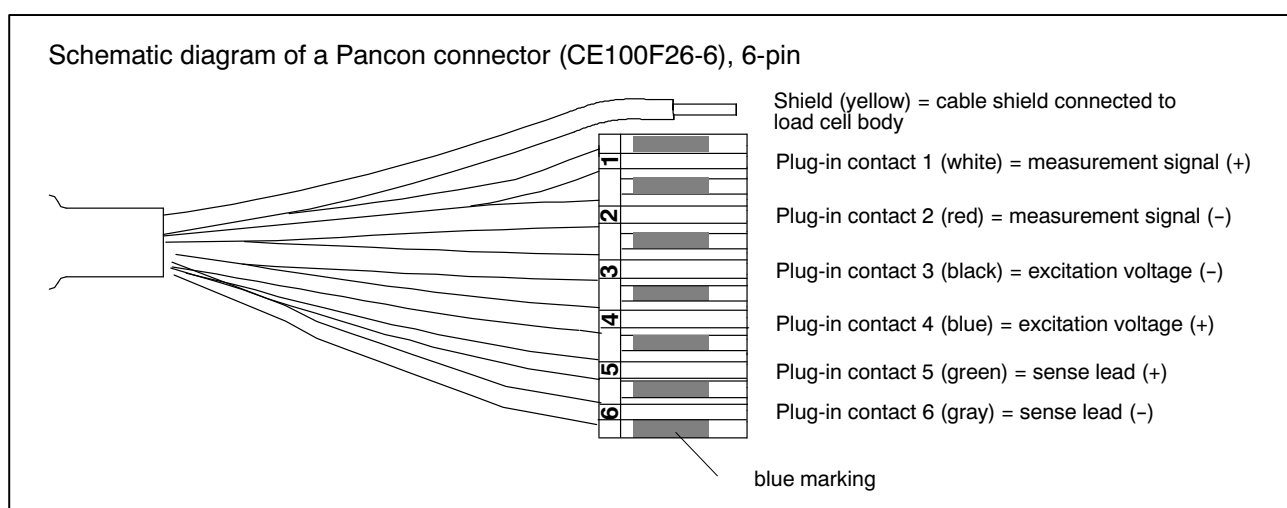 Schematic diagram of a Pancon connector (CE100F26-6), 6-pin
Shield (yellow) = cable shield connected to
load cell body
1
Plug-in contact 1 (white) = measurement signal (+)
2
Plug-in contact 2 (red) = measurement signal (−)
3
Plug-in contact 3 (black) = excitation voltage (−)
4
Plug-in contact 4 (blue) = excitation voltage (+)
5
Plug-in contact 5 (green) = sense lead (+)
6
Plug-in contact 6 (gray) = sense lead (−)
blue marking